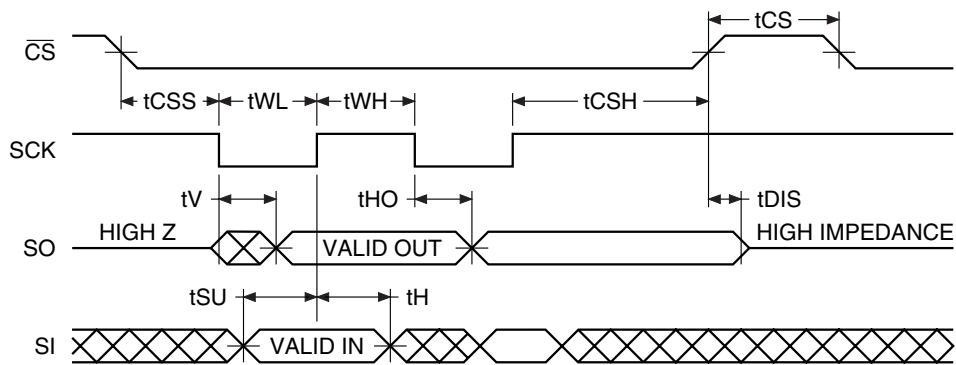 tCS
CS
tCSS tWL tWH tCSH
SCK
tV tHO tDIS
HIGH Z HIGH IMPEDANCE
SO VALID OUT
tSU tH
SI VALID IN